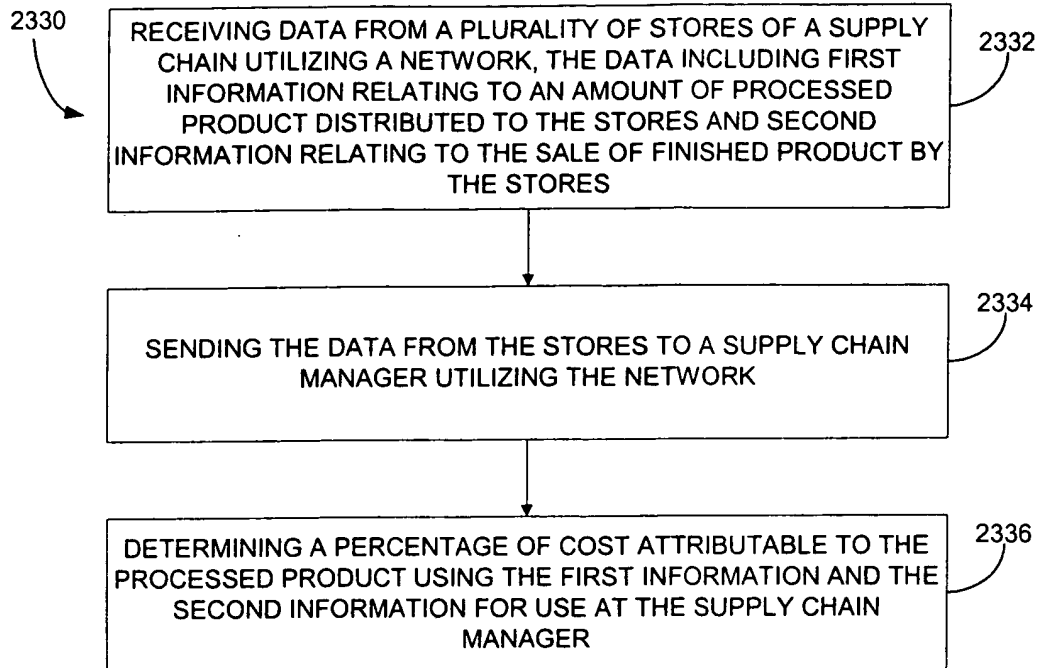 2330
RECEIVING DATA FROM A PLURALITY OF STORES OF A SUPPLY
CHAIN UTILIZING A NETWORK, THE DATA INCLUDING FIRST
INFORMATION RELATING TO AN AMOUNT OF PROCESSED
PRODUCT DISTRIBUTED TO THE STORES AND SECOND
INFORMATION RELATING TO THE SALE OF FINISHED PRODUCT BY
THE STORES
2332
SENDING THE DATA FROM THE STORES TO A SUPPLY CHAIN
MANAGER UTILIZING THE NETWORK
2334
DETERMINING A PERCENTAGE OF COST ATTRIBUTABLE TO THE
PROCESSED PRODUCT USING THE FIRST INFORMATION AND THE
SECOND INFORMATION FOR USE AT THE SUPPLY CHAIN
MANAGER
2336